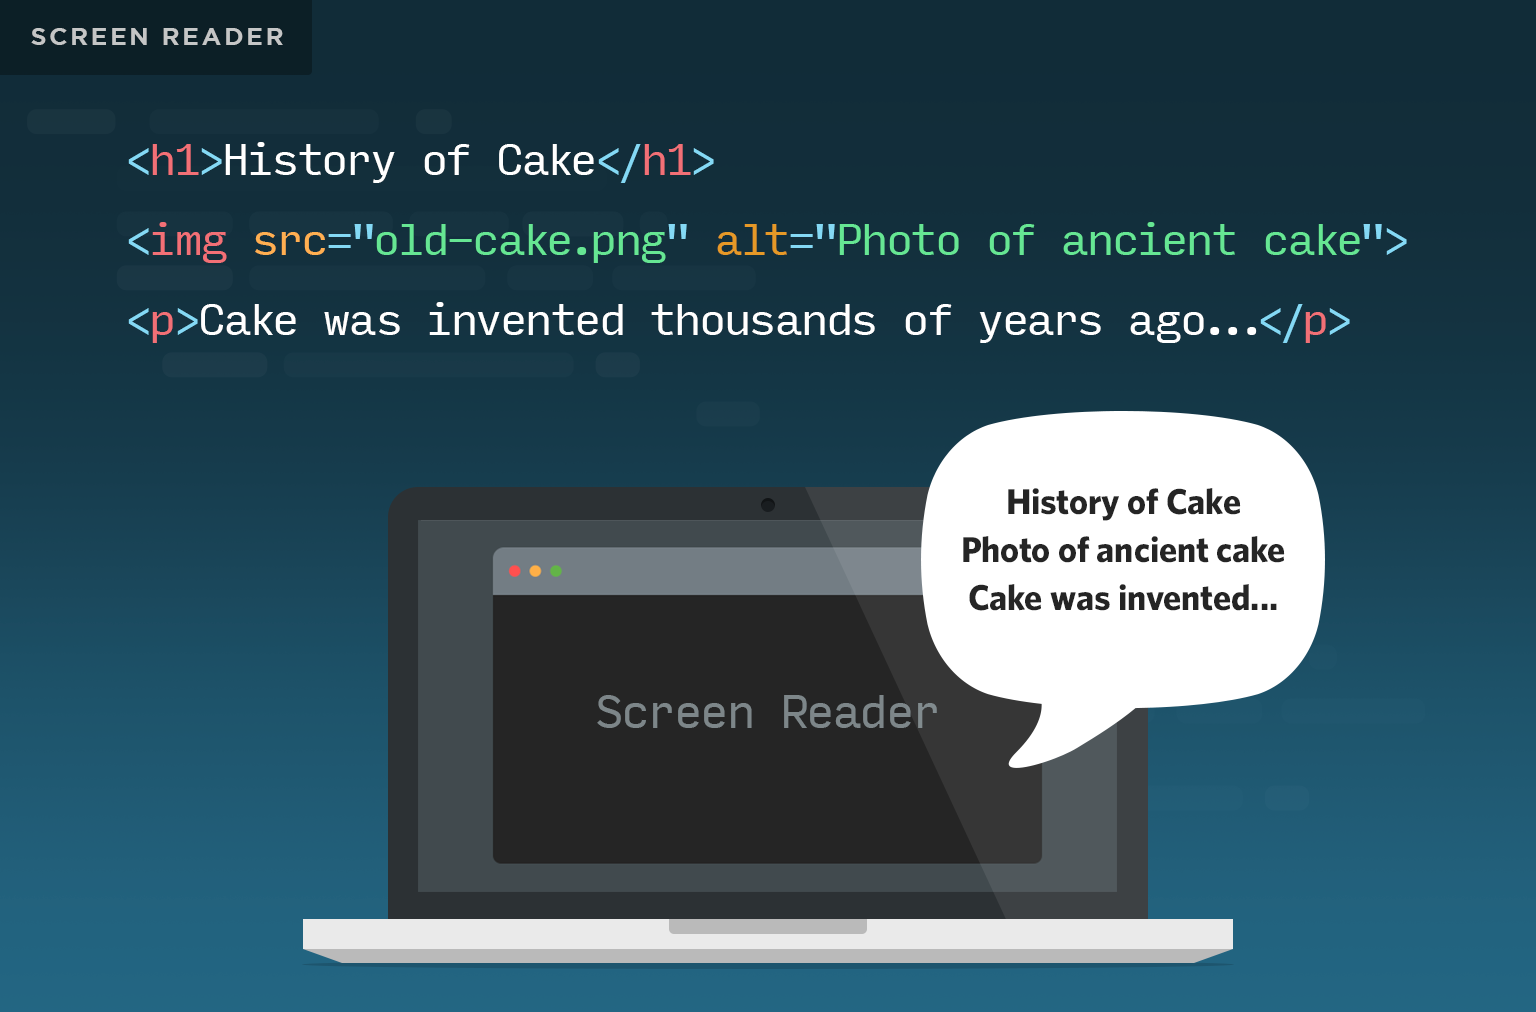 SCREEN READER
<h1>History of Cake</h1>
<img src="old-cake.png" alt="Photo of ancient cake">
<p>Cake was invented thousands of years ago...</p>
History of Cake
Photo of ancient cake
Cake was invented...
Screen Reader